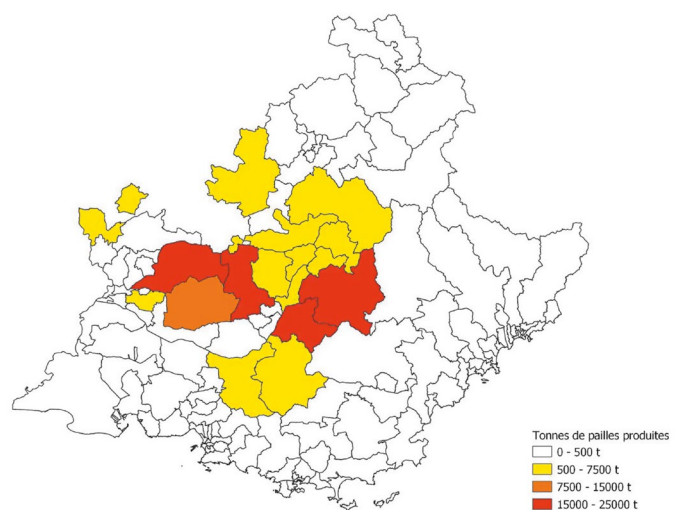 Tonnes de pailles produites
0 - 500 t
500 - 7500 t
7500 - 15000 t
15000 - 25000 t